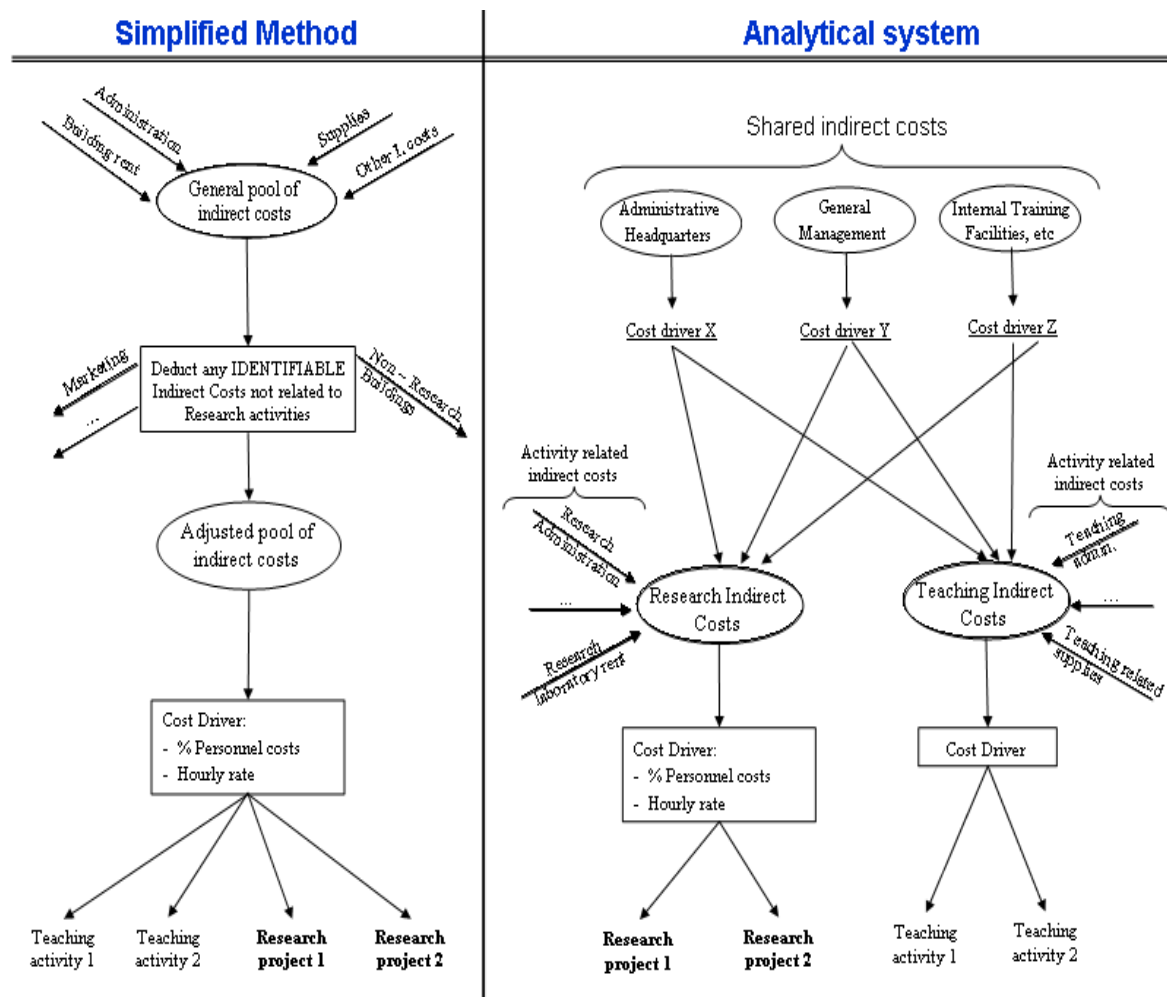 Simplified Method
Administration
Building rent
Supplies
Other I. costs
General pool of
indirect costs
Marketing
...
Deduct any IDENTIFIABLE
Indirect Costs not related to
Research activities
Non – Research
Buildings
Adjusted pool of
indirect costs
Cost Driver:
- % Personnel costs
- Hourly rate
Teaching
activity 1
Teaching
activity 2
Research
project 1
Research
project 2
Analytical system
Shared indirect costs
Administrative
Headquarters
General
Management
Internal Training
Facilities, etc
Cost driver X
Cost driver Y
Cost driver Z
Activity related
indirect costs
Research
Administration
...
Research
laboratory rent
Research Indirect
Costs
Activity related
indirect costs
Teaching
admin.
...
Teaching related
supplies
Teaching Indirect
Costs
Cost Driver:
- % Personnel costs
- Hourly rate
Cost Driver
Research
project 1
Research
project 2
Teaching
activity 1
Teaching
activity 2